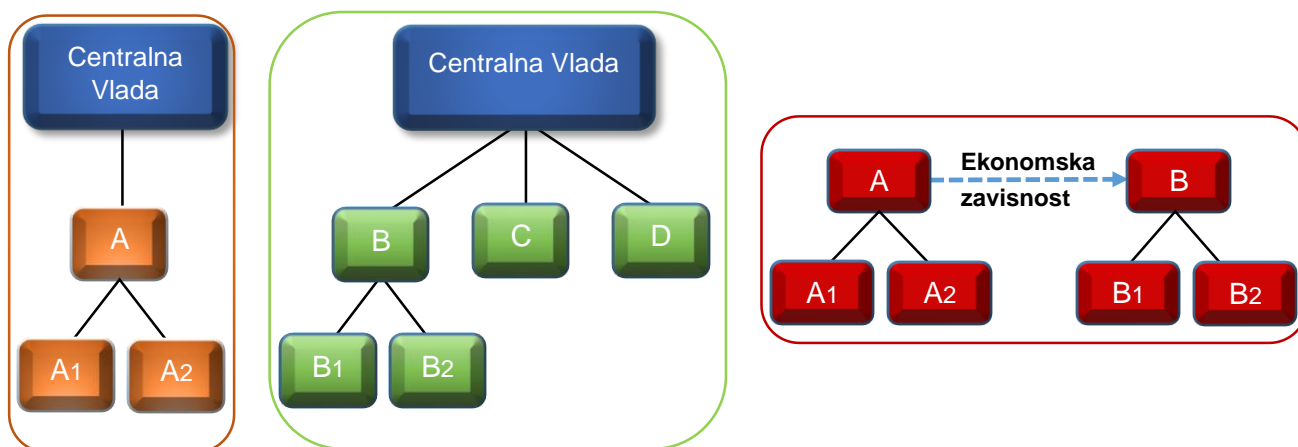 Centralna
Vlada
A
A1
A2
Centralna Vlada
B
C
D
B1
B2
A
Ekonomska
zavisnost
B
A1
A2
B1
B2